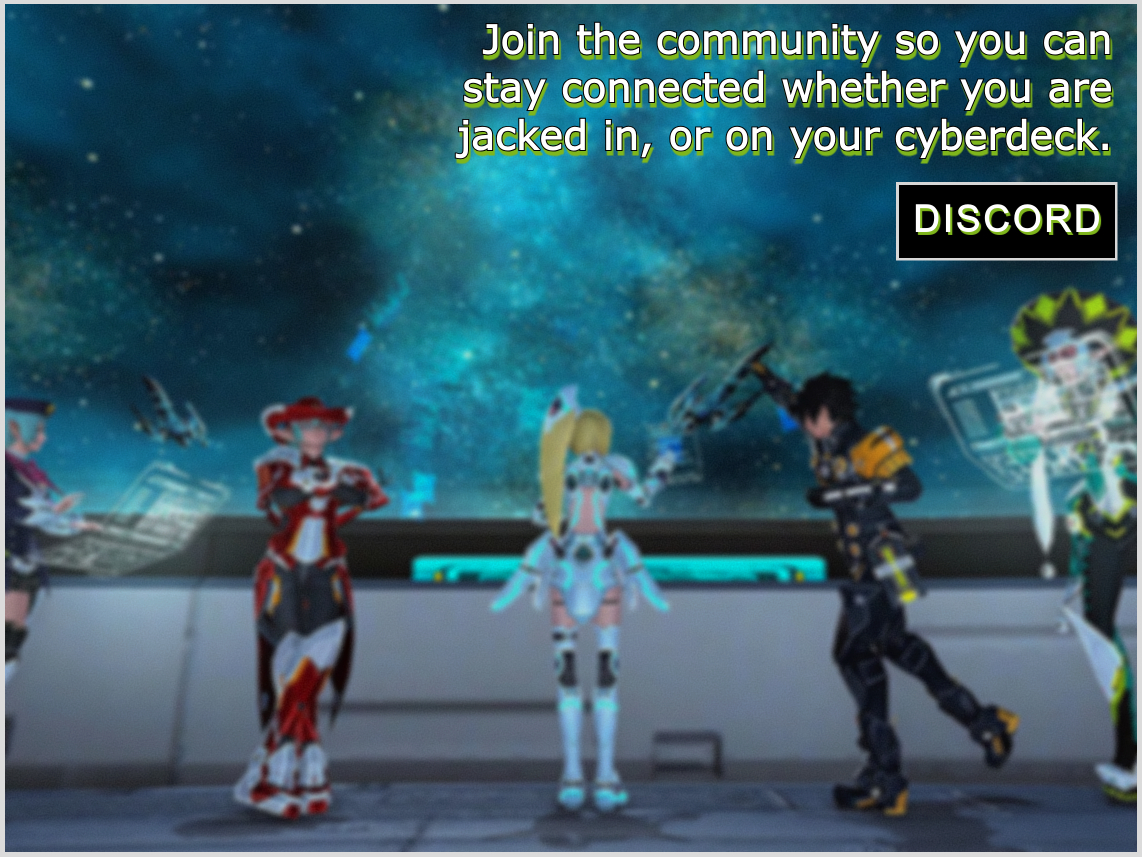 Join the community so you can
stay connected whether you are
jacked in, or on your cyberdeck.
DISCORD